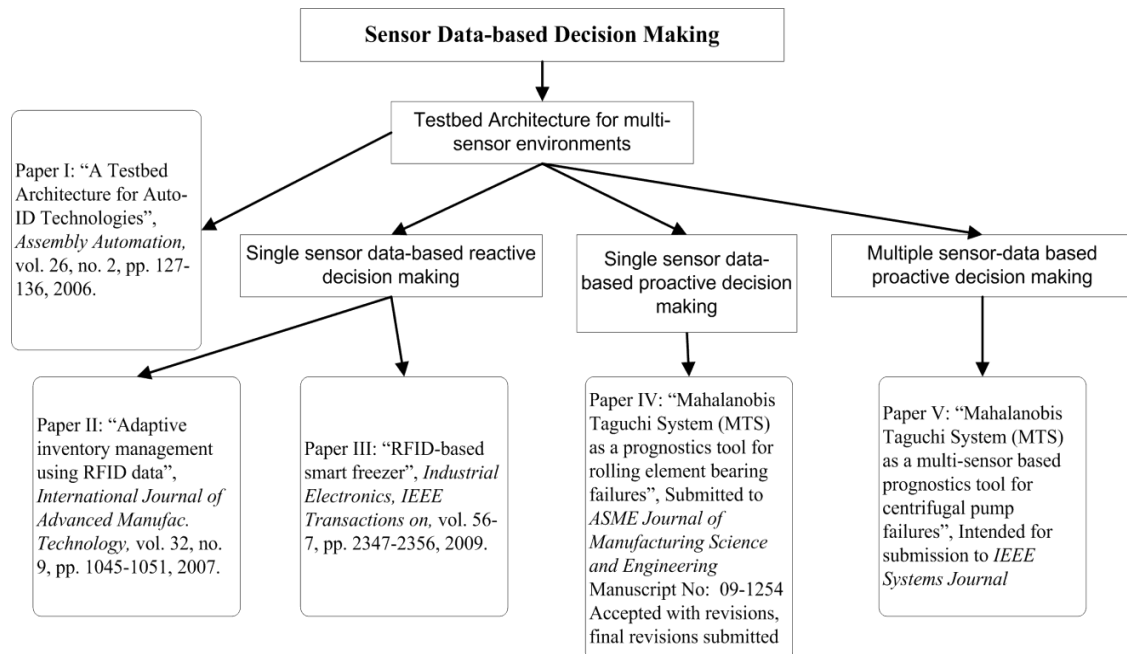 Sensor Data-based Decision Making
Testbed Architecture for multi-
sensor environments
Paper I: “A Testbed
Architecture for Auto-
ID Technologies”,
Assembly Automation,
vol. 26, no. 2, pp. 127-
136, 2006.
Single sensor data-based reactive
decision making
Single sensor data-
based proactive decision
making
Multiple sensor-data based
proactive decision making
Paper II: “Adaptive
inventory management
using RFID data”,
International Journal of
Advanced Manufac.
Technology, vol. 32, no.
9, pp. 1045-1051, 2007.
Paper III: “RFID-based
smart freezer”, Industrial
Electronics, IEEE
Transactions on, vol. 56-
7, pp. 2347-2356, 2009.
Paper IV: “Mahalanobis
Taguchi System (MTS)
as a prognostics tool for
rolling element bearing
failures”, Submitted to
ASME Journal of
Manufacturing Science
and Engineering
Manuscript No: 09-1254
Accepted with revisions,
final revisions submitted
Paper V: “Mahalanobis
Taguchi System (MTS)
as a multi-sensor based
prognostics tool for
centrifugal pump
failures”, Intended for
submission to IEEE
Systems Journal